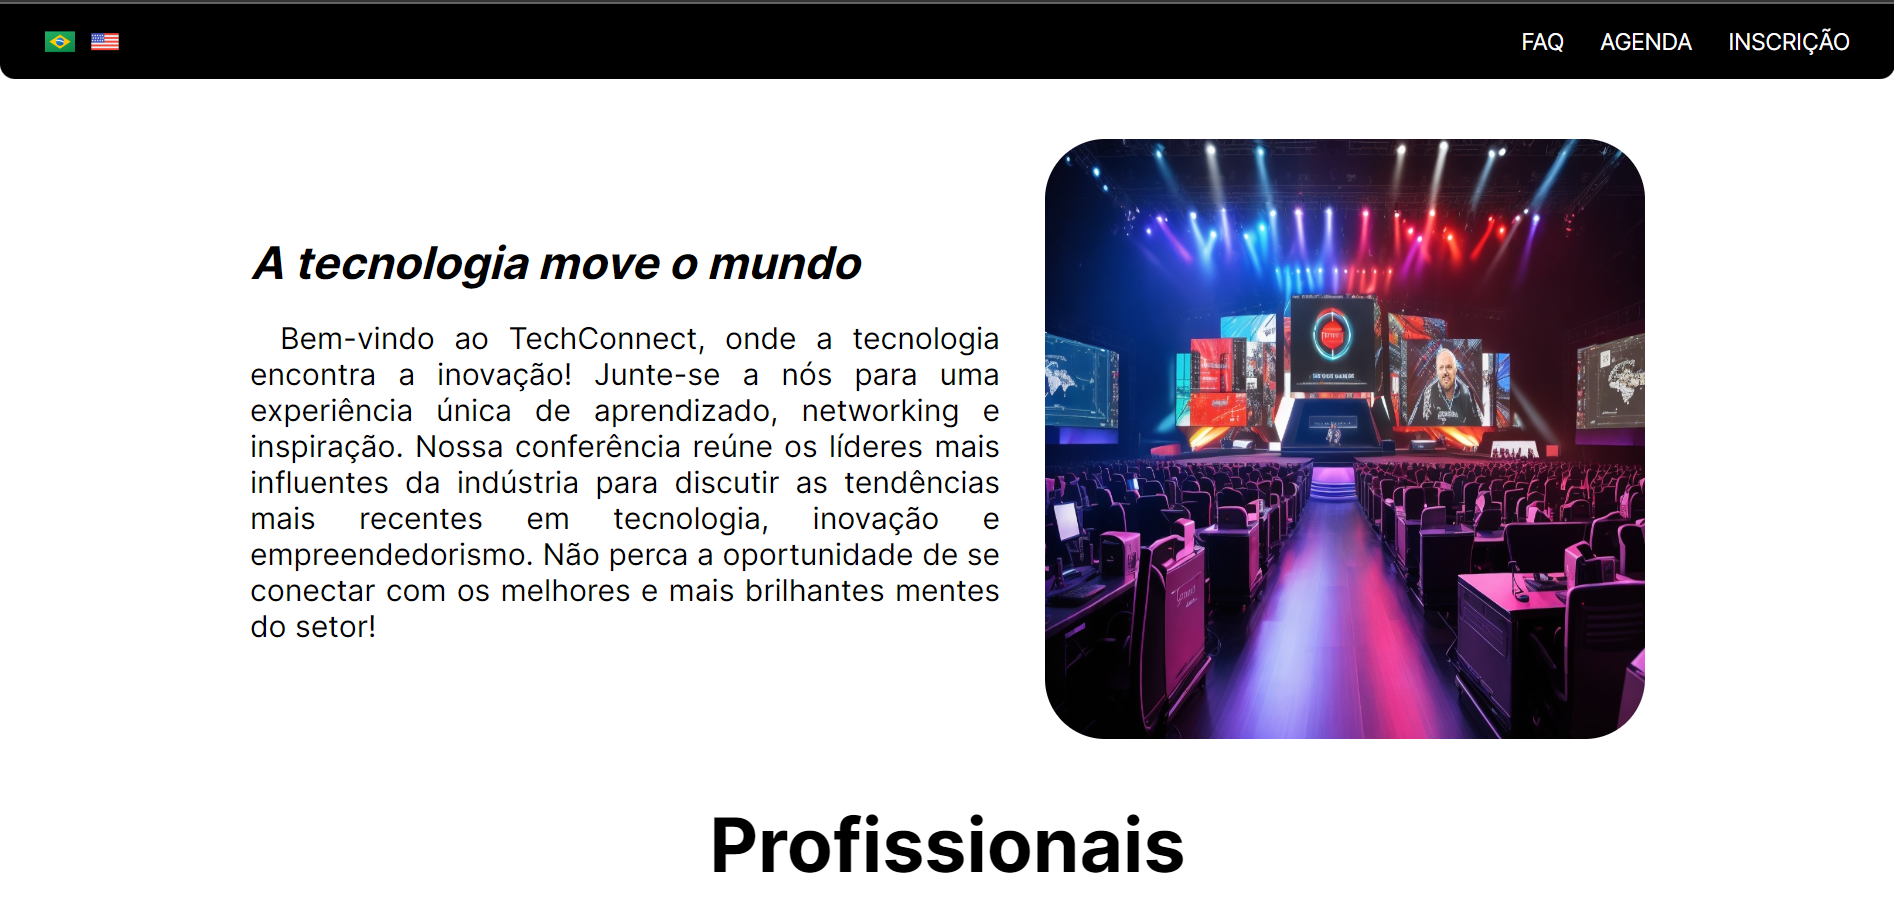 FAQ AGENDA INSCRIÇÃO
A tecnologia move o mundo
Bem-vindo ao TechConnect, onde a tecnologia
encontra a inovação! Junte-se a nós para uma
experiência única de aprendizado, networking e
inspiração. Nossa conferência reúne os líderes mais
influentes da indústria para discutir as tendências
mais recentes em tecnologia, inovação e
empreendedorismo. Não perca a oportunidade de se
conectar com os melhores e mais brilhantes mentes
do setor!
Profissionais